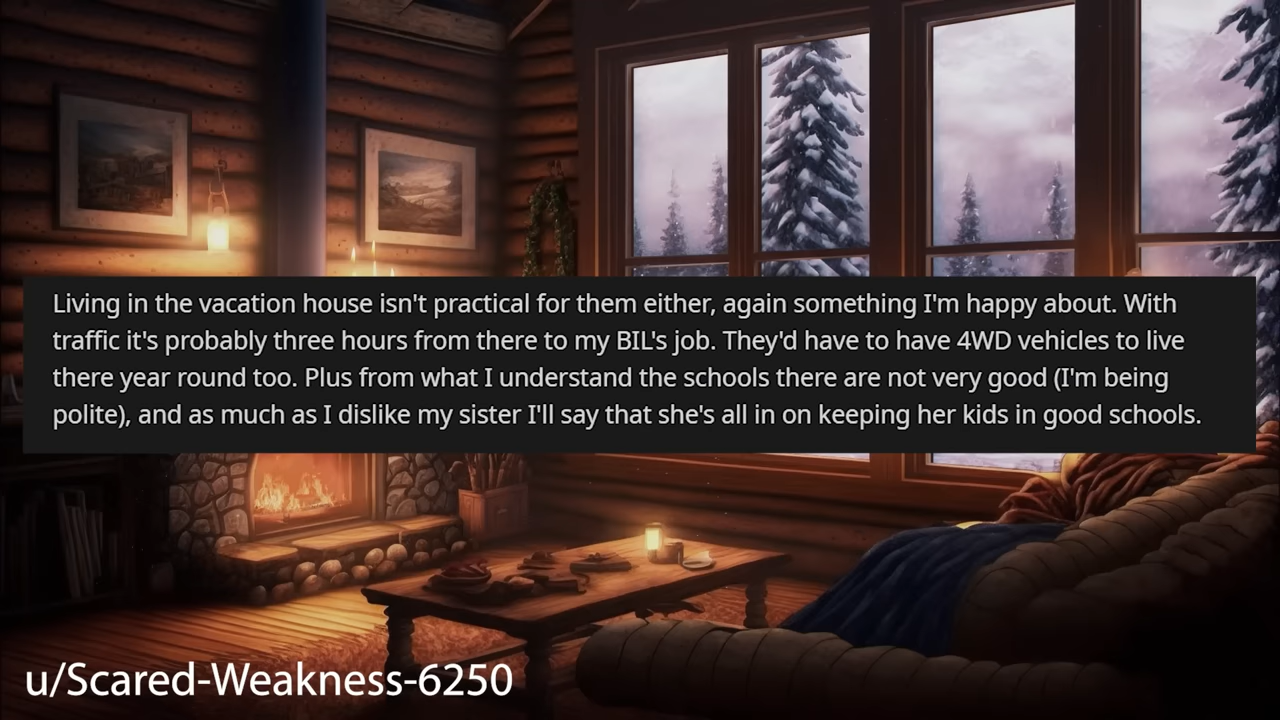 Living in the vacation house isn't practical for them either, again something I'm happy about. With
traffic it's probably three hours from there to my BIL's job. They'd have to have 4WD vehicles to live
there year round too. Plus from what I understand the schools there are not very good (I'm being
polite), and as much as I dislike my sister I'll say that she's all in on keeping her kids in good schools.
u/Scared-Weakness-6250